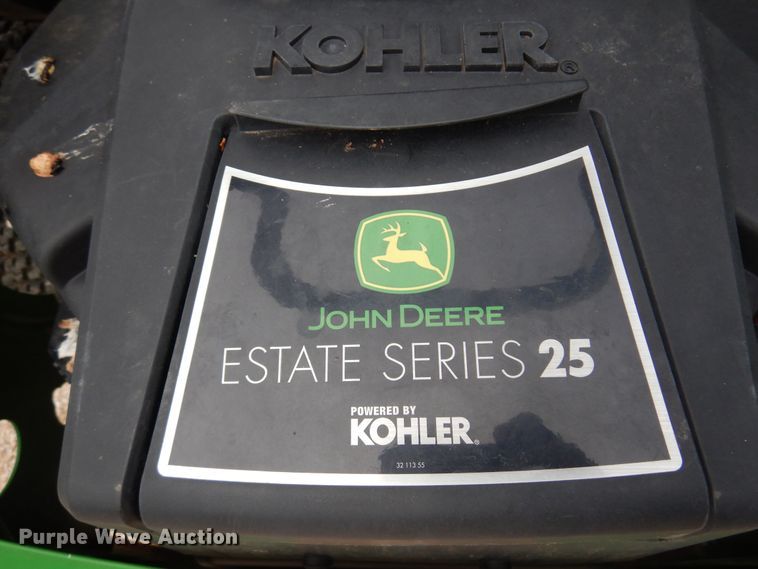 KOHLER®
JOHN DEERE
ESTATE SERIES 25
POWERED BY
KOHLER®
32 113 55
Purple Wave Auction